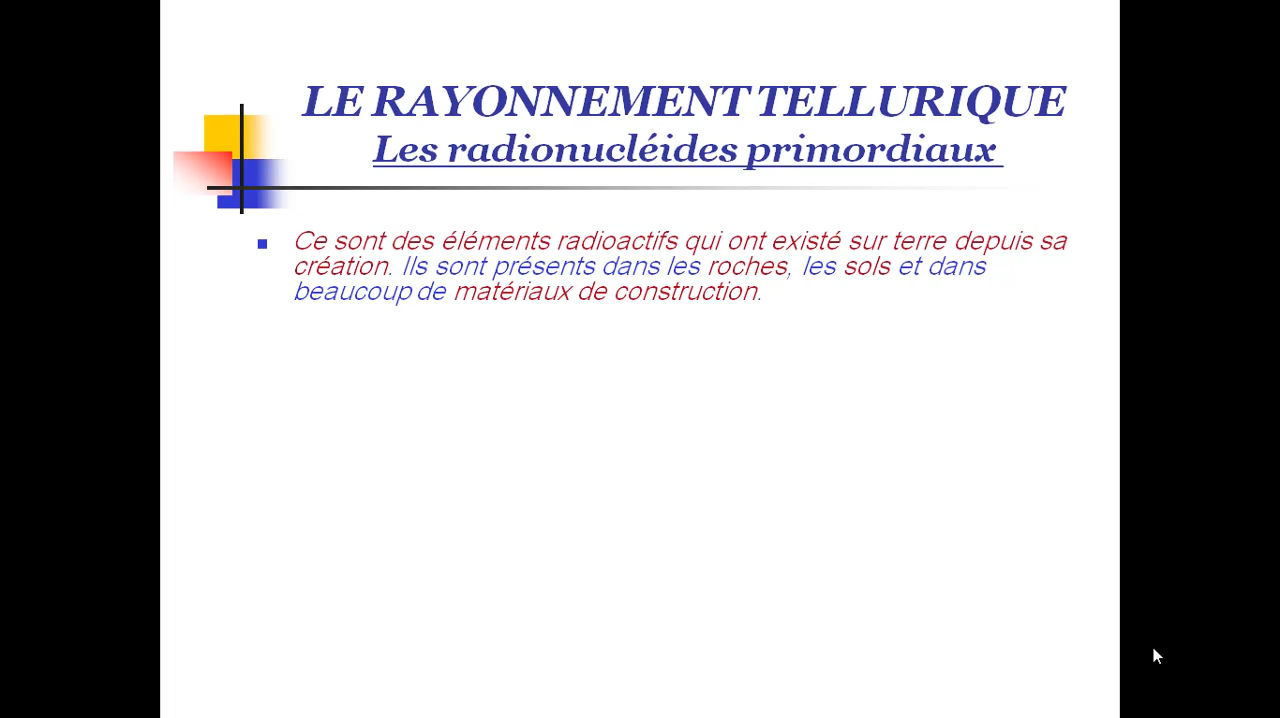 LE RAYONNEMENT TELLURIQUE
Les radionucléides primordiaux
Ce sont des éléments radioactifs qui ont existé sur terre depuis sa
création. Ils sont présents dans les roches, les sols et dans
beaucoup de matériaux de construction.